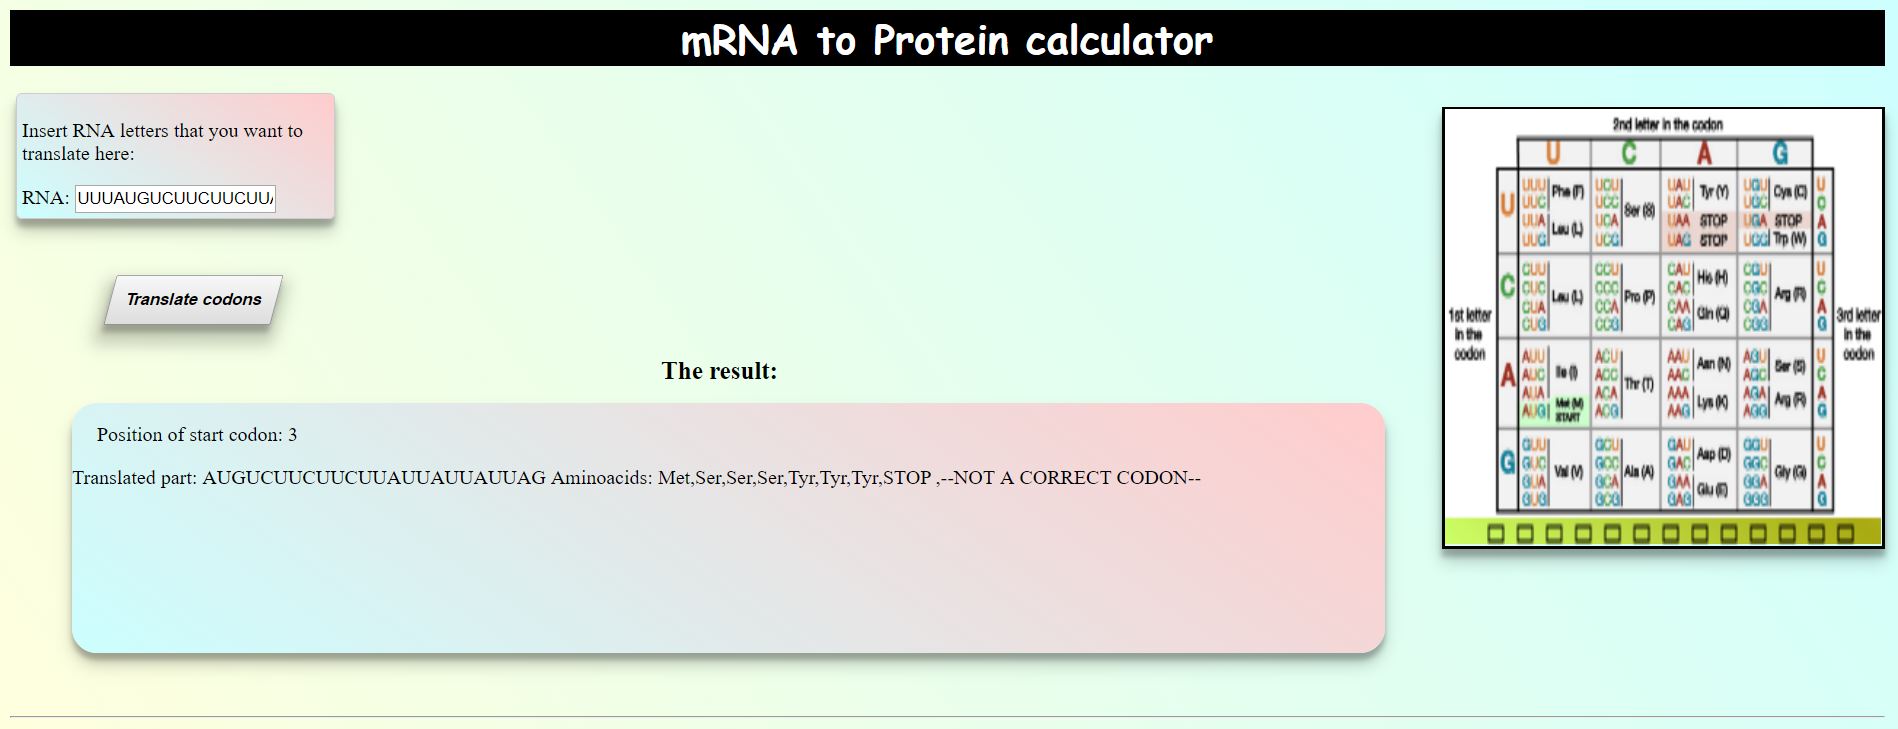 mRNA to Protein calculator
Insert RNA letters that you want to
translate here:
RNA: UUUAUGUCUUCUUCUU
Translate codons
The result:
Position of start codon: 3
Translated part: AUGUCUUCUUCUUAUUAUUAUUAG Aminoacids: Met,Ser,Ser,Ser,Tyr,Tyr,Tyr,STOP ,--NOT A CORRECT CODON--
2nd letter in the codon
U C A G
U
UUU Phe (F) UCU UAU Tyr (Y) UGU Cys (C) U
UUC UCC Ser (S) UAC UGC C
UUA Leu (L) UCA UAA STOP UGA STOP A
UUG UCG UAG STOP UGG Trp (W) G
C
CUU CCU CAU His (H) CGU U
CUC Leu (L) CCC Pro (P) CAC CGC Arg (R) C
CUA CCA CAA Gln (Q) CGA A
CUG CCG CAG CGG G
1st letter
in the
codon
3rd letter
in the
codon
A
AUU ACU AAU Asn (N) AGU Ser (S) U
AUC Ile (I) ACC Thr (T) AAC AGC C
AUA ACA AAA Lys (K) AGA Arg (R) A
AUG Met (M) START ACG AAG AGG G
G
GUU GCU GAU Asp (D) GGU U
GUC Val (V) GCC Ala (A) GAC GGC Gly (G) C
GUA GCA GAA Glu (E) GGA A
GUG GCG GAG GGG G